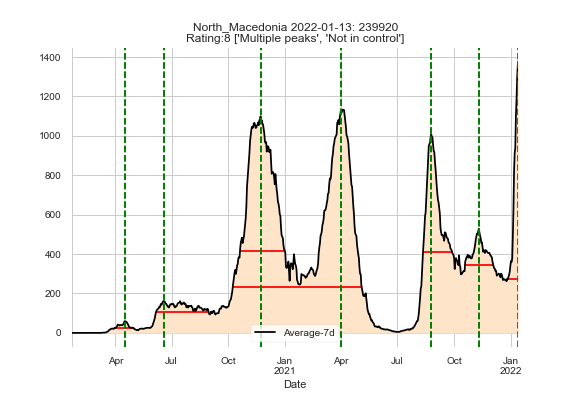 North_Macedonia 2022-01-13: 239920
Rating:8 ['Multiple peaks', 'Not in control']
1400
1200
1000
800
600
400
200
0
Average-7d
Apr Jul Oct Jan Apr Jul Oct Jan
2021 2022
Date